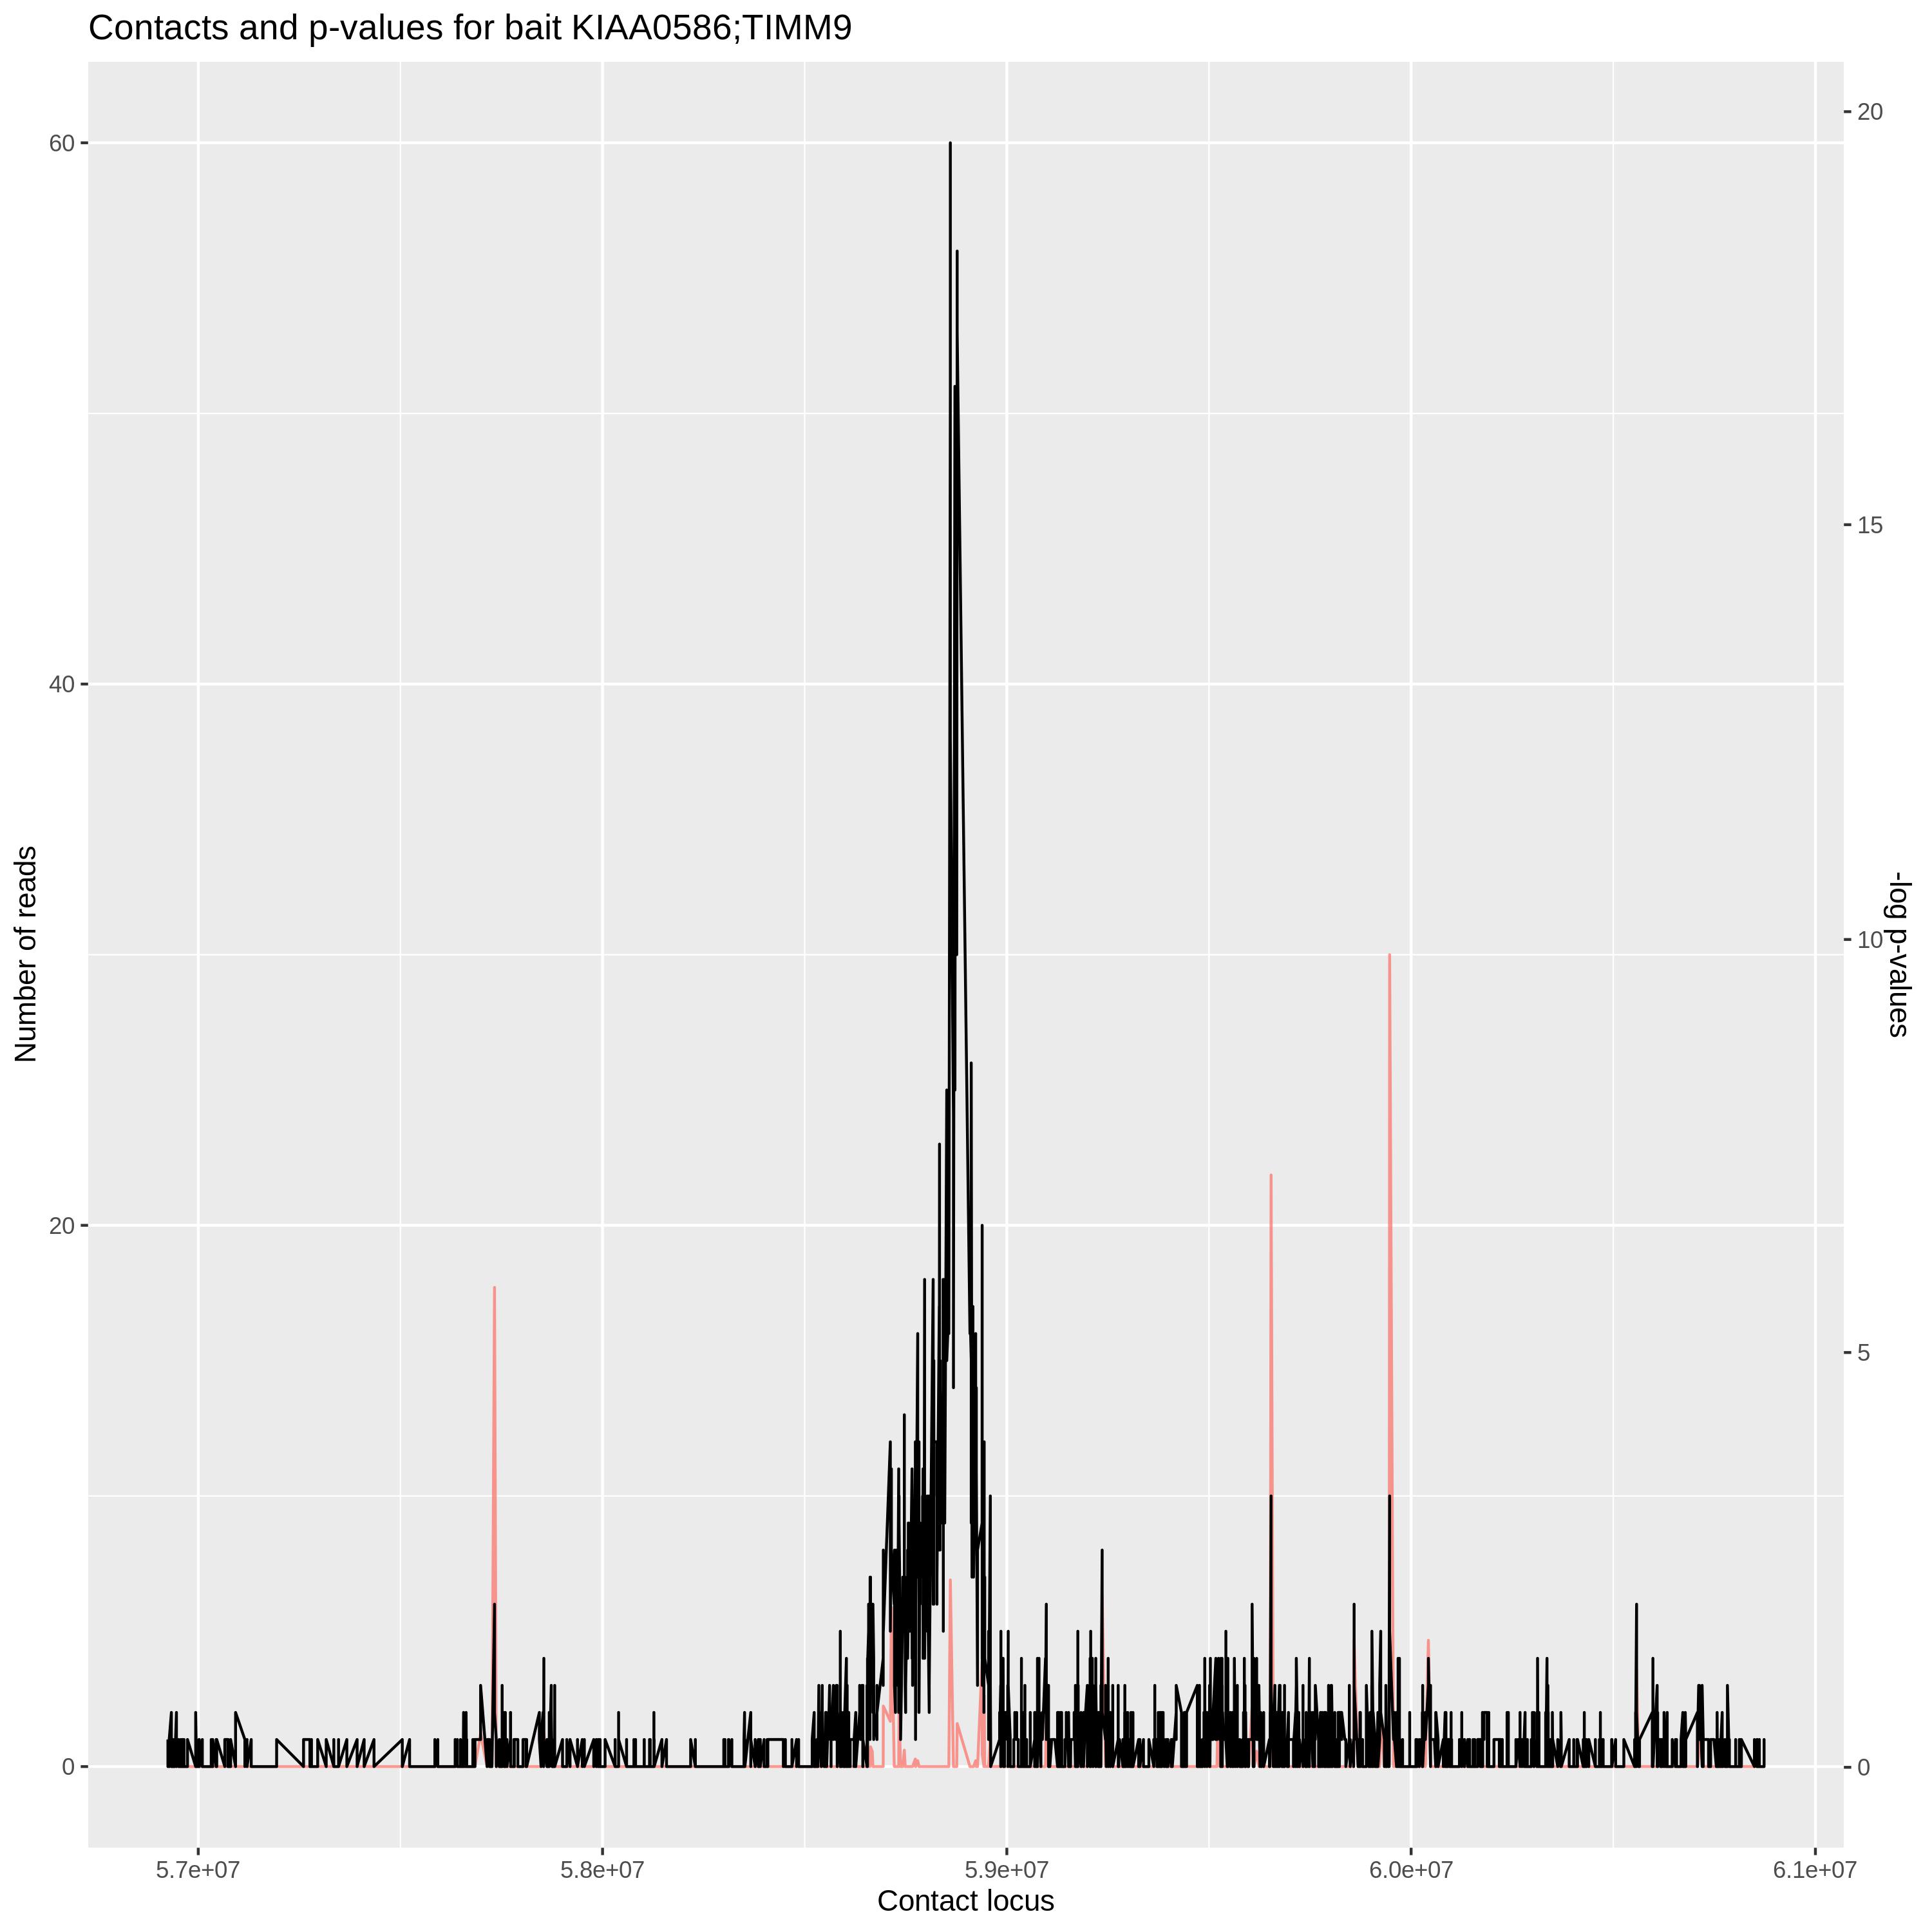 Contacts and p-values for bait KIAA0586;TIMM9
60
40
20
0
Number of reads
20
15
10
5
0
-log p-values
5.7e+07 5.8e+07 5.9e+07 6.0e+07 6.1e+07
Contact locus